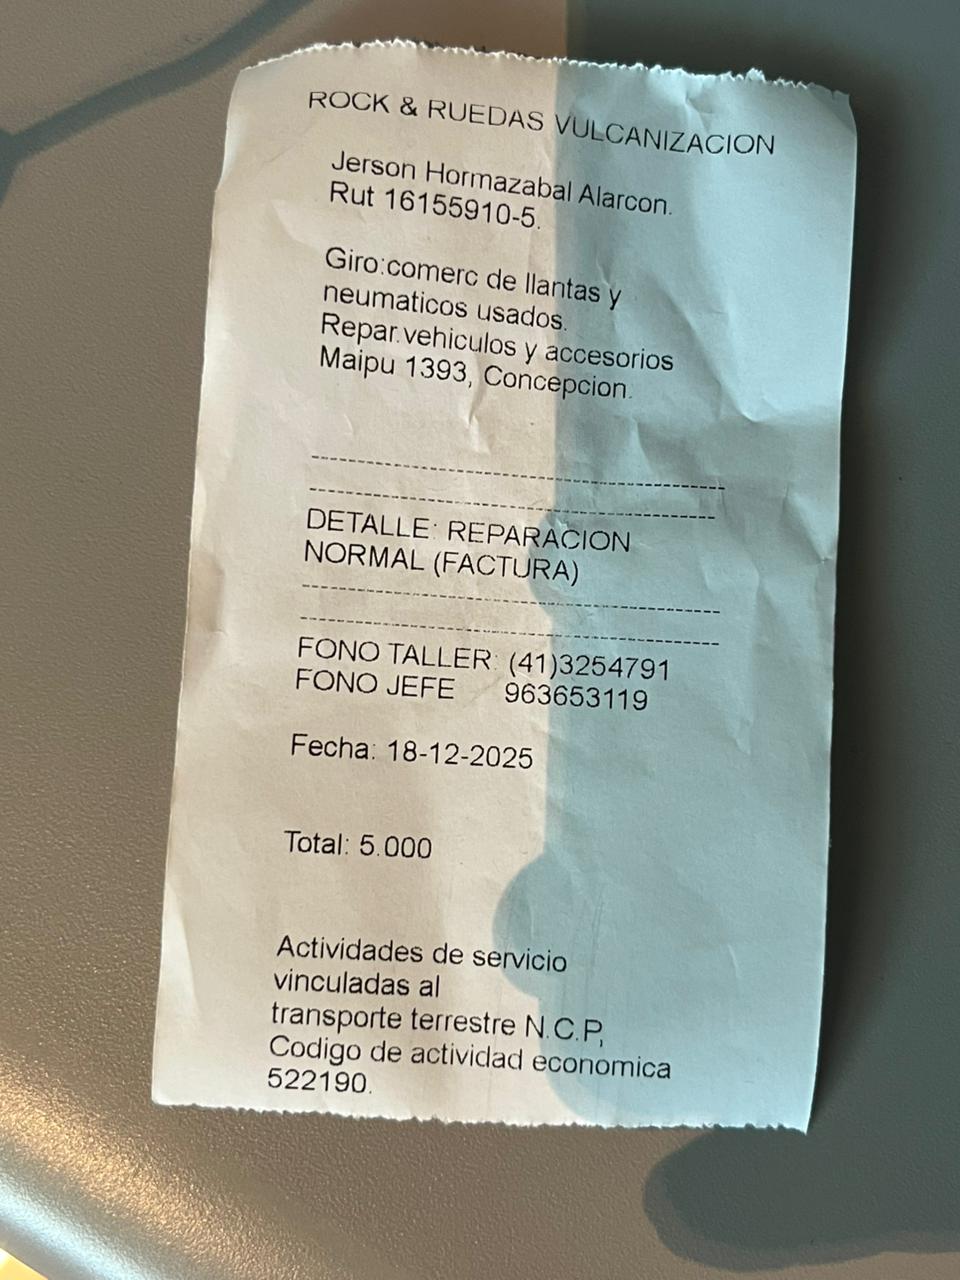 ROCK & RUEDAS VULCANIZACION
Jerson Hormazabal Alarcon.
Rut 16155910-5.
Giro:comerc de llantas y
neumaticos usados.
Repar.vehiculos y accesorios
Maipu 1393, Concepcion.
--------------------------------------------------
--------------------------------------------------
DETALLE: REPARACION
NORMAL (FACTURA)
--------------------------------------------------
--------------------------------------------------
FONO TALLER: (41)3254791
FONO JEFE 963653119
Fecha: 18-12-2025
Total: 5.000
Actividades de servicio
vinculadas al
transporte terrestre N.C.P,
Codigo de actividad economica
522190.